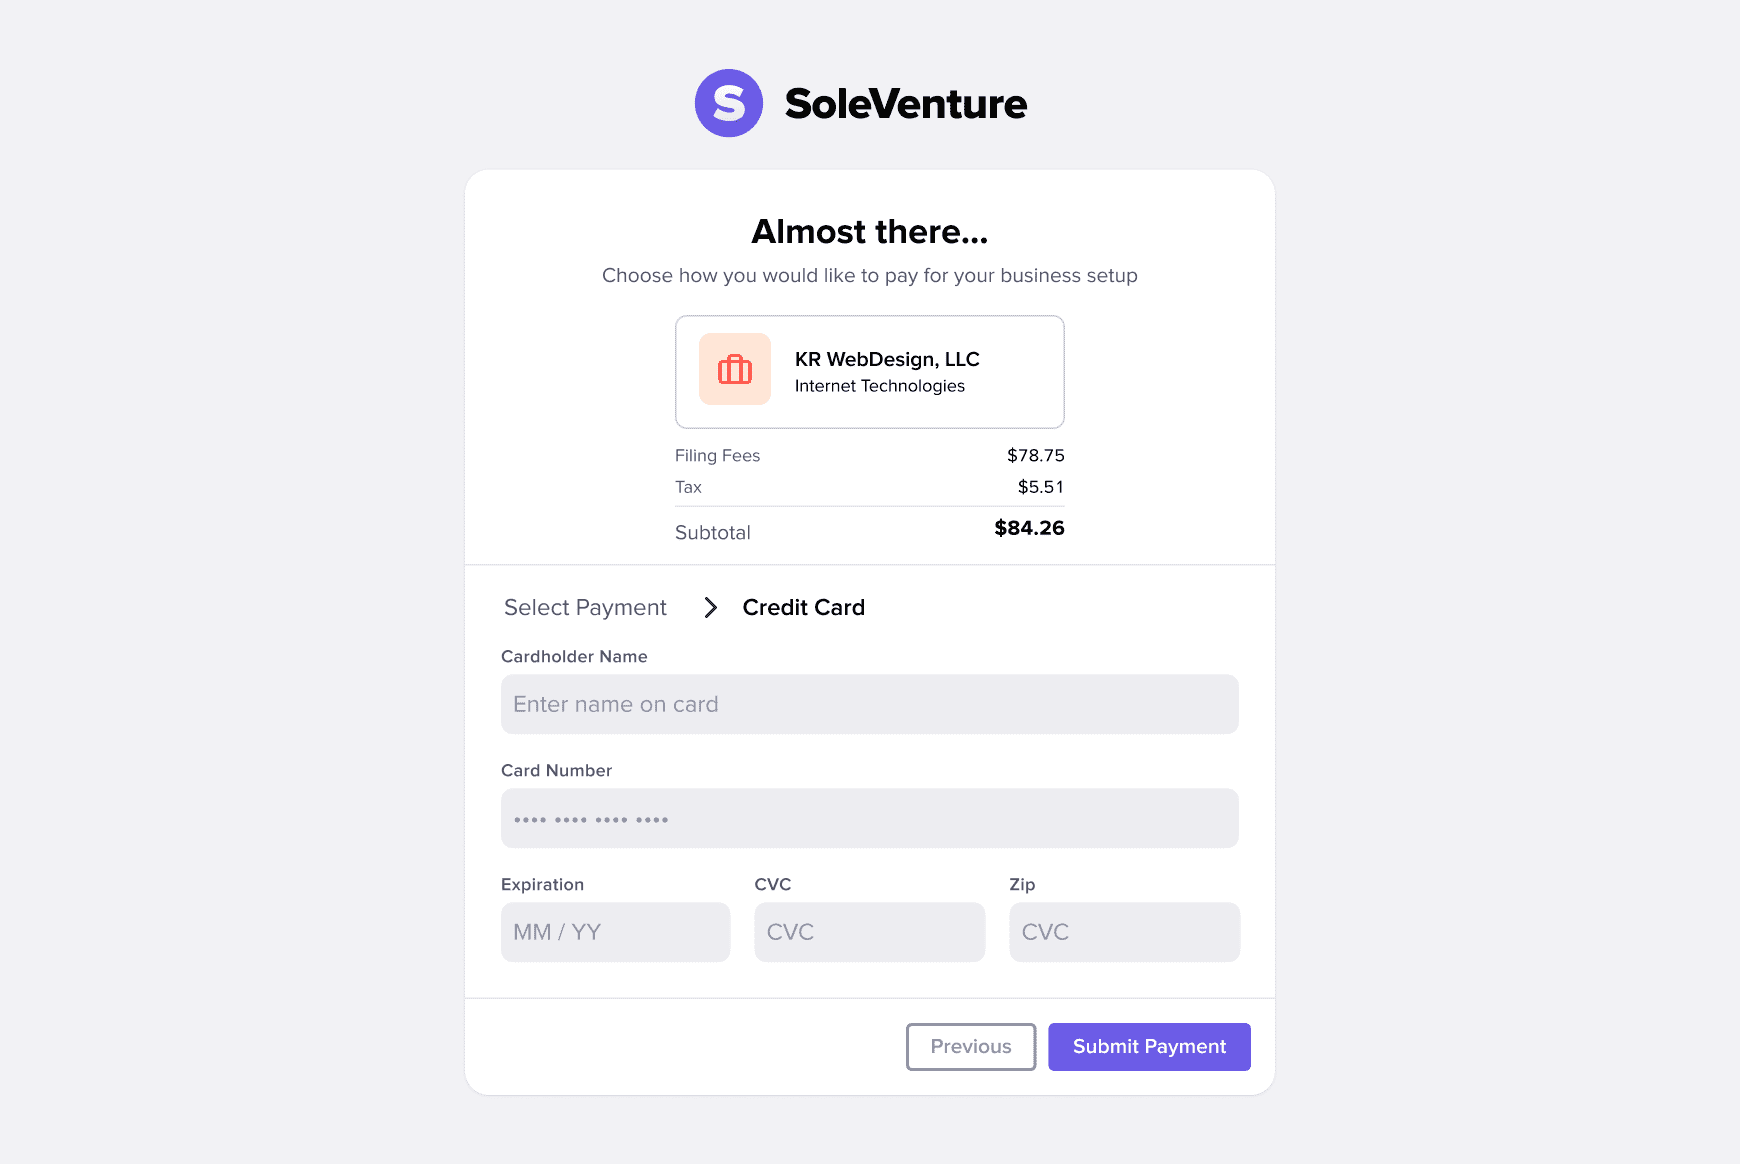 S SoleVenture
Almost there...
Choose how you would like to pay for your business setup
KR WebDesign, LLC
Internet Technologies
Filing Fees $78.75
Tax $5.51
Subtotal $84.26
Select Payment > Credit Card
Cardholder Name
Enter name on card
Card Number
•••• •••• •••• ••••
Expiration CVC Zip
MM / YY CVC CVC
Previous Submit Payment